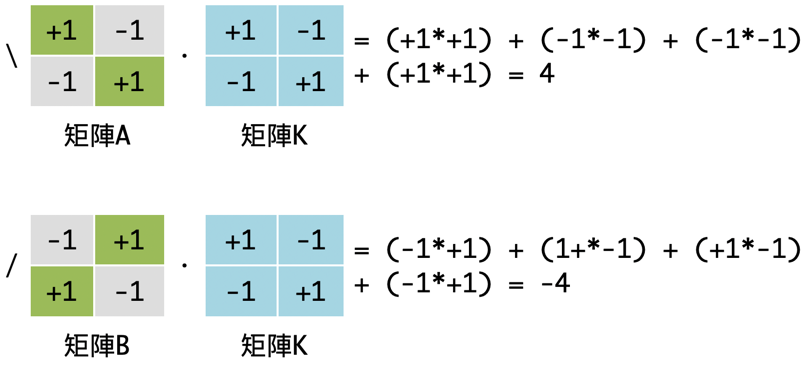 \ +1 -1 · +1 -1 = (+1*+1) + (-1*-1) + (-1*-1)
-1 +1 -1 +1 + (+1*+1) = 4
矩陣A 矩陣K
/ -1 +1 · +1 -1 = (-1*+1) + (1+*-1) + (+1*-1)
+1 -1 -1 +1 + (-1*+1) = -4
矩陣B 矩陣K